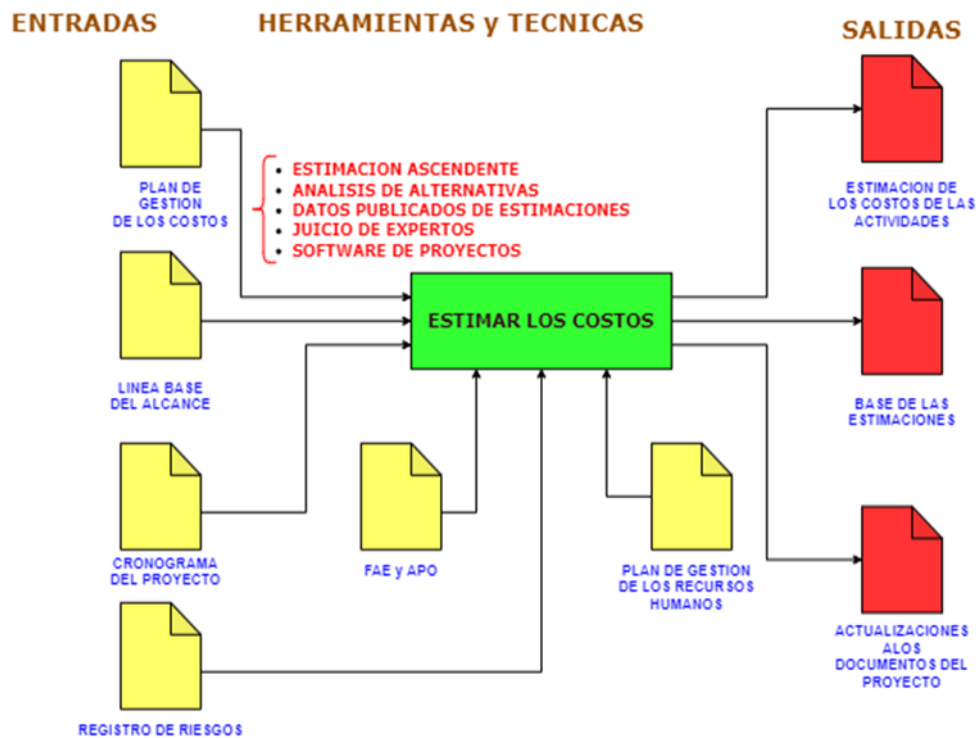 ENTRADAS
HERRAMIENTAS y TECNICAS
SALIDAS
PLAN DE
GESTION
DE LOS COSTOS
• ESTIMACION ASCENDENTE
• ANALISIS DE ALTERNATIVAS
• DATOS PUBLICADOS DE ESTIMACIONES
• JUICIO DE EXPERTOS
• SOFTWARE DE PROYECTOS
ESTIMACION DE
LOS COSTOS DE LAS
ACTIVIDADES
ESTIMAR LOS COSTOS
LINEA BASE
DEL ALCANCE
BASE DE LAS
ESTIMACIONES
CRONOGRAMA
DEL PROYECTO
FAE y APO
PLAN DE GESTION
DE LOS RECURSOS
HUMANOS
ACTUALIZACIONES
ALOS
DOCUMENTOS DEL
PROYECTO
REGISTRO DE RIESGOS